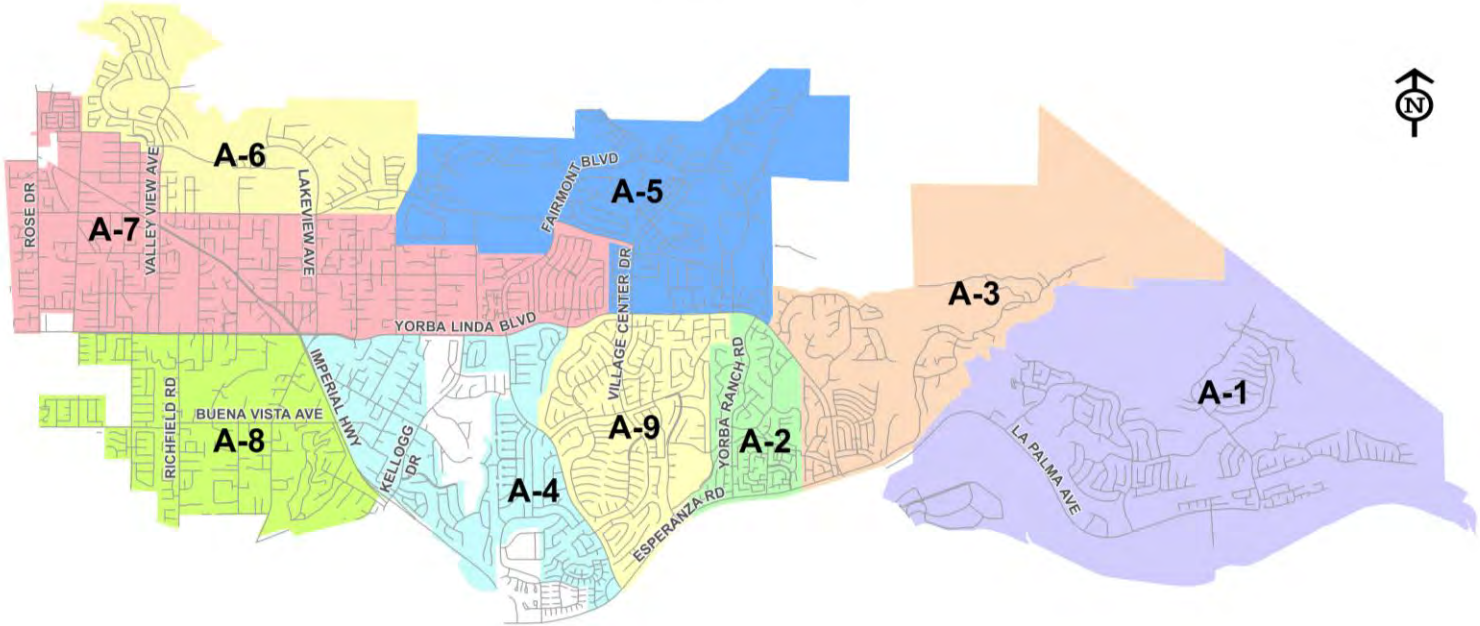 N
A-6
A-7
A-5
A-3
A-1
A-8
A-4
A-9
A-2
ROSE DR
VALLEY VIEW AVE
LAKEVIEW AVE
FAIRMONT BLVD
VILLAGE CENTER DR
YORBA LINDA BLVD
IMPERIAL HWY
RICHFIELD RD
BUENA VISTA AVE
KELLOGG
DR
YORBA RANCH RD
ESPERANZA RD
LA PALMA AVE